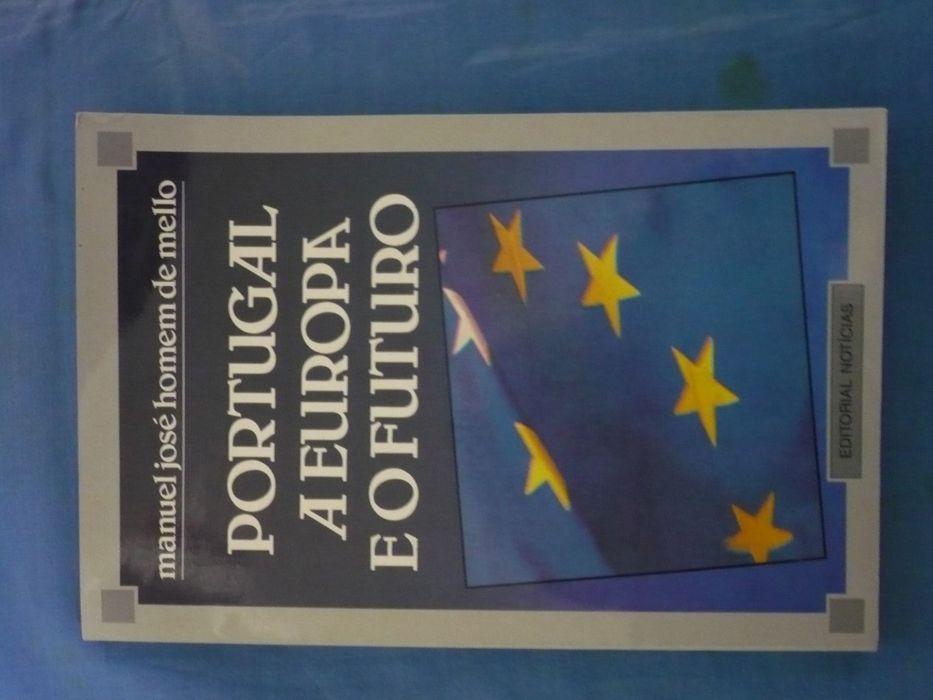 manuel josé homem de mello
PORTUGAL
A EUROPA
E O FUTURO
EDITORIAL NOTÍCIAS